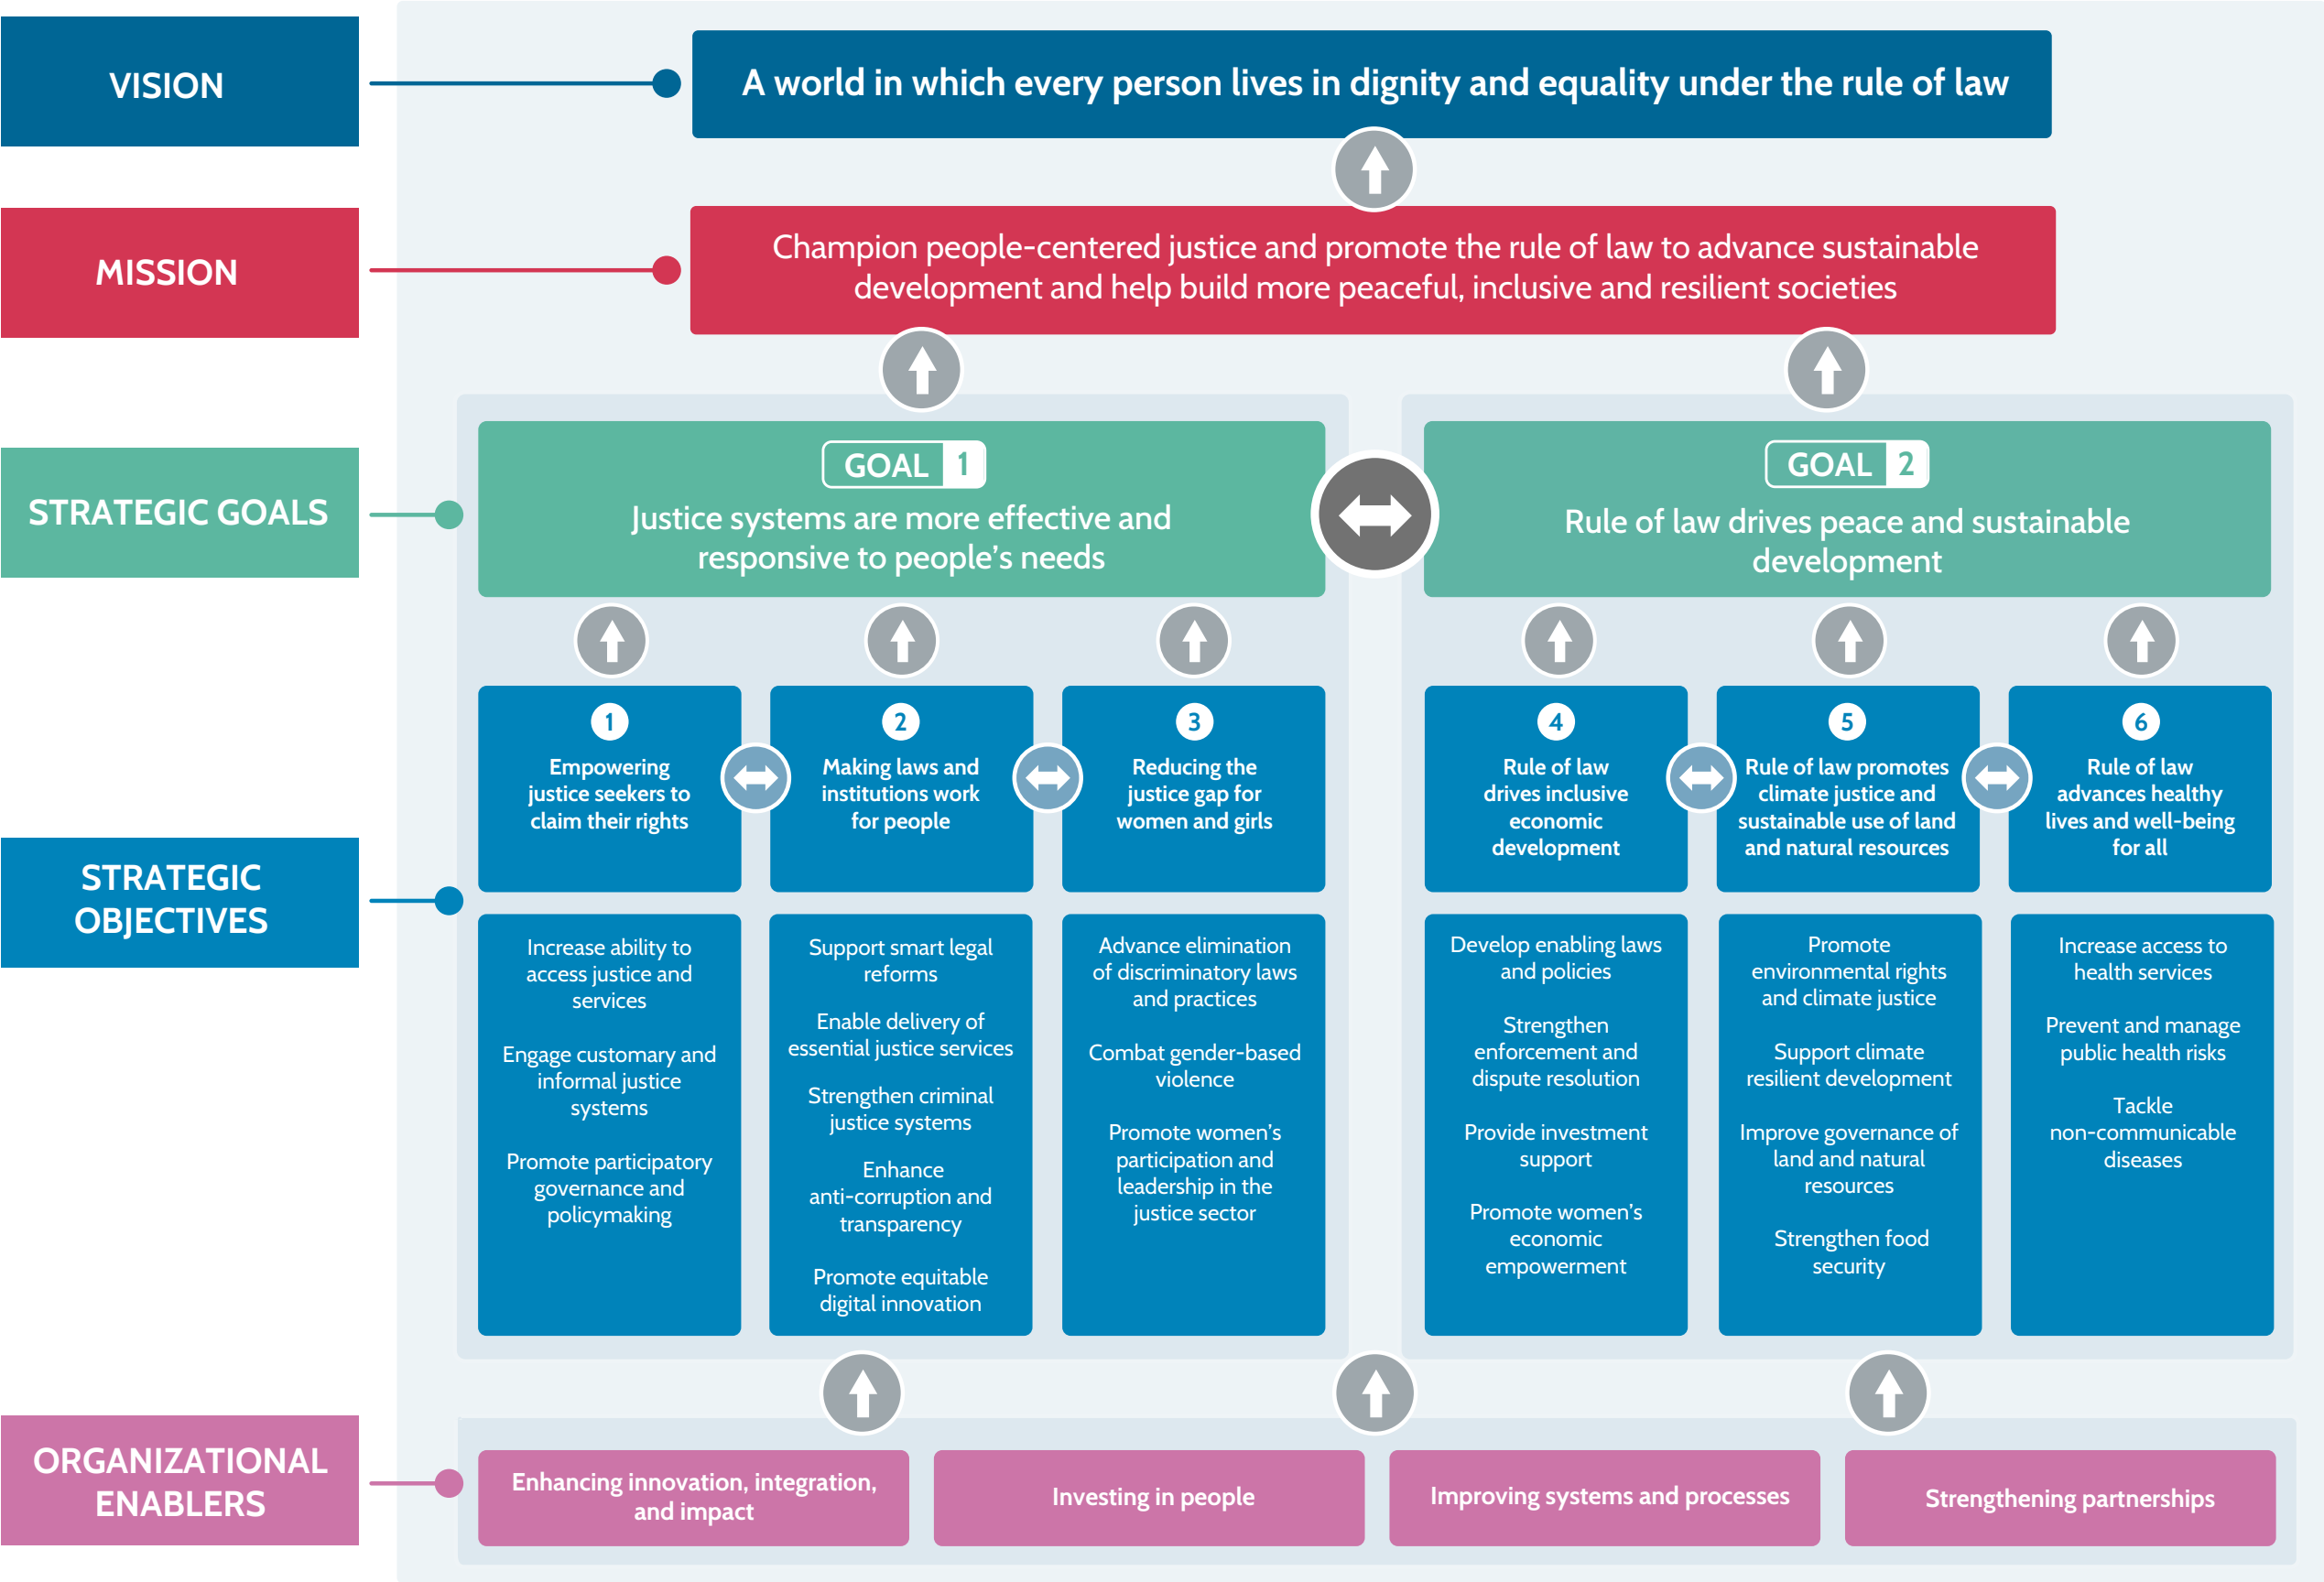 VISION
A world in which every person lives in dignity and equality under the rule of law
MISSION
Champion people-centered justice and promote the rule of law to advance sustainable
development and help build more peaceful, inclusive and resilient societies
STRATEGIC GOALS
GOAL 1
Justice systems are more effective and
responsive to people's needs
GOAL 2
Rule of law drives peace and sustainable
development
STRATEGIC
OBJECTIVES
1
Empowering
justice seekers to
claim their rights
2
Making laws and
institutions work
for people
3
Reducing the
justice gap for
women and girls
4
Rule of law
drives inclusive
economic
development
5
Rule of law promotes
climate justice and
sustainable use of land
and natural resources
6
Rule of law
advances healthy
lives and well-being
for all
Increase ability to
access justice and
services
Engage customary and
informal justice
systems
Promote participatory
governance and
policymaking
Support smart legal
reforms
Enable delivery of
essential justice services
Strengthen criminal
justice systems
Enhance
anti-corruption and
transparency
Promote equitable
digital innovation
Advance elimination
of discriminatory laws
and practices
Combat gender-based
violence
Promote women's
participation and
leadership in the
justice sector
Develop enabling laws
and policies
Strengthen
enforcement and
dispute resolution
Provide investment
support
Promote women's
economic
empowerment
Promote
environmental rights
and climate justice
Support climate
resilient development
Improve governance of
land and natural
resources
Strengthen food
security
Increase access to
health services
Prevent and manage
public health risks
Tackle
non-communicable
diseases
ORGANIZATIONAL
ENABLERS
Enhancing innovation, integration,
and impact
Investing in people
Improving systems and processes
Strengthening partnerships